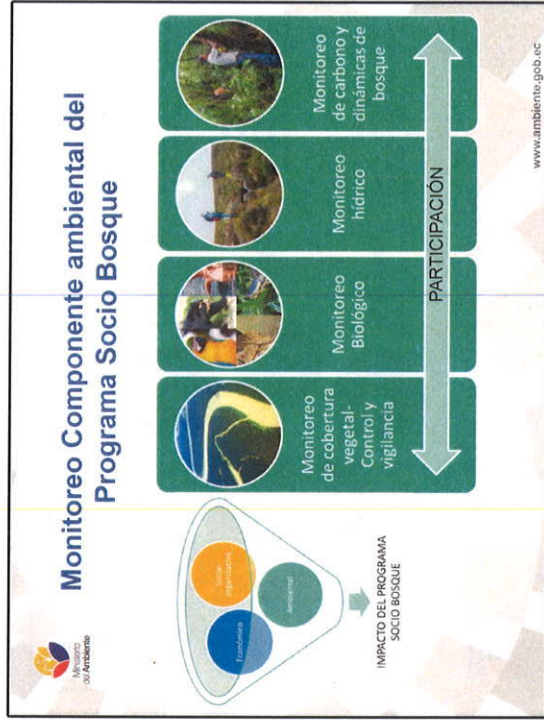 Ministerio
del Ambiente
Monitoreo Componente ambiental del
Programa Socio Bosque
Económico
Social
organizativo
Ambiental
IMPACTO DEL PROGRAMA
SOCIO BOSQUE
Monitoreo
de cobertura
vegetal-
Control y
vigilancia
Monitoreo
Biológico
Monitoreo
hídrico
Monitoreo
de carbono y
dinámicas de
bosque
PARTICIPACIÓN
www.ambiente.gob.ec